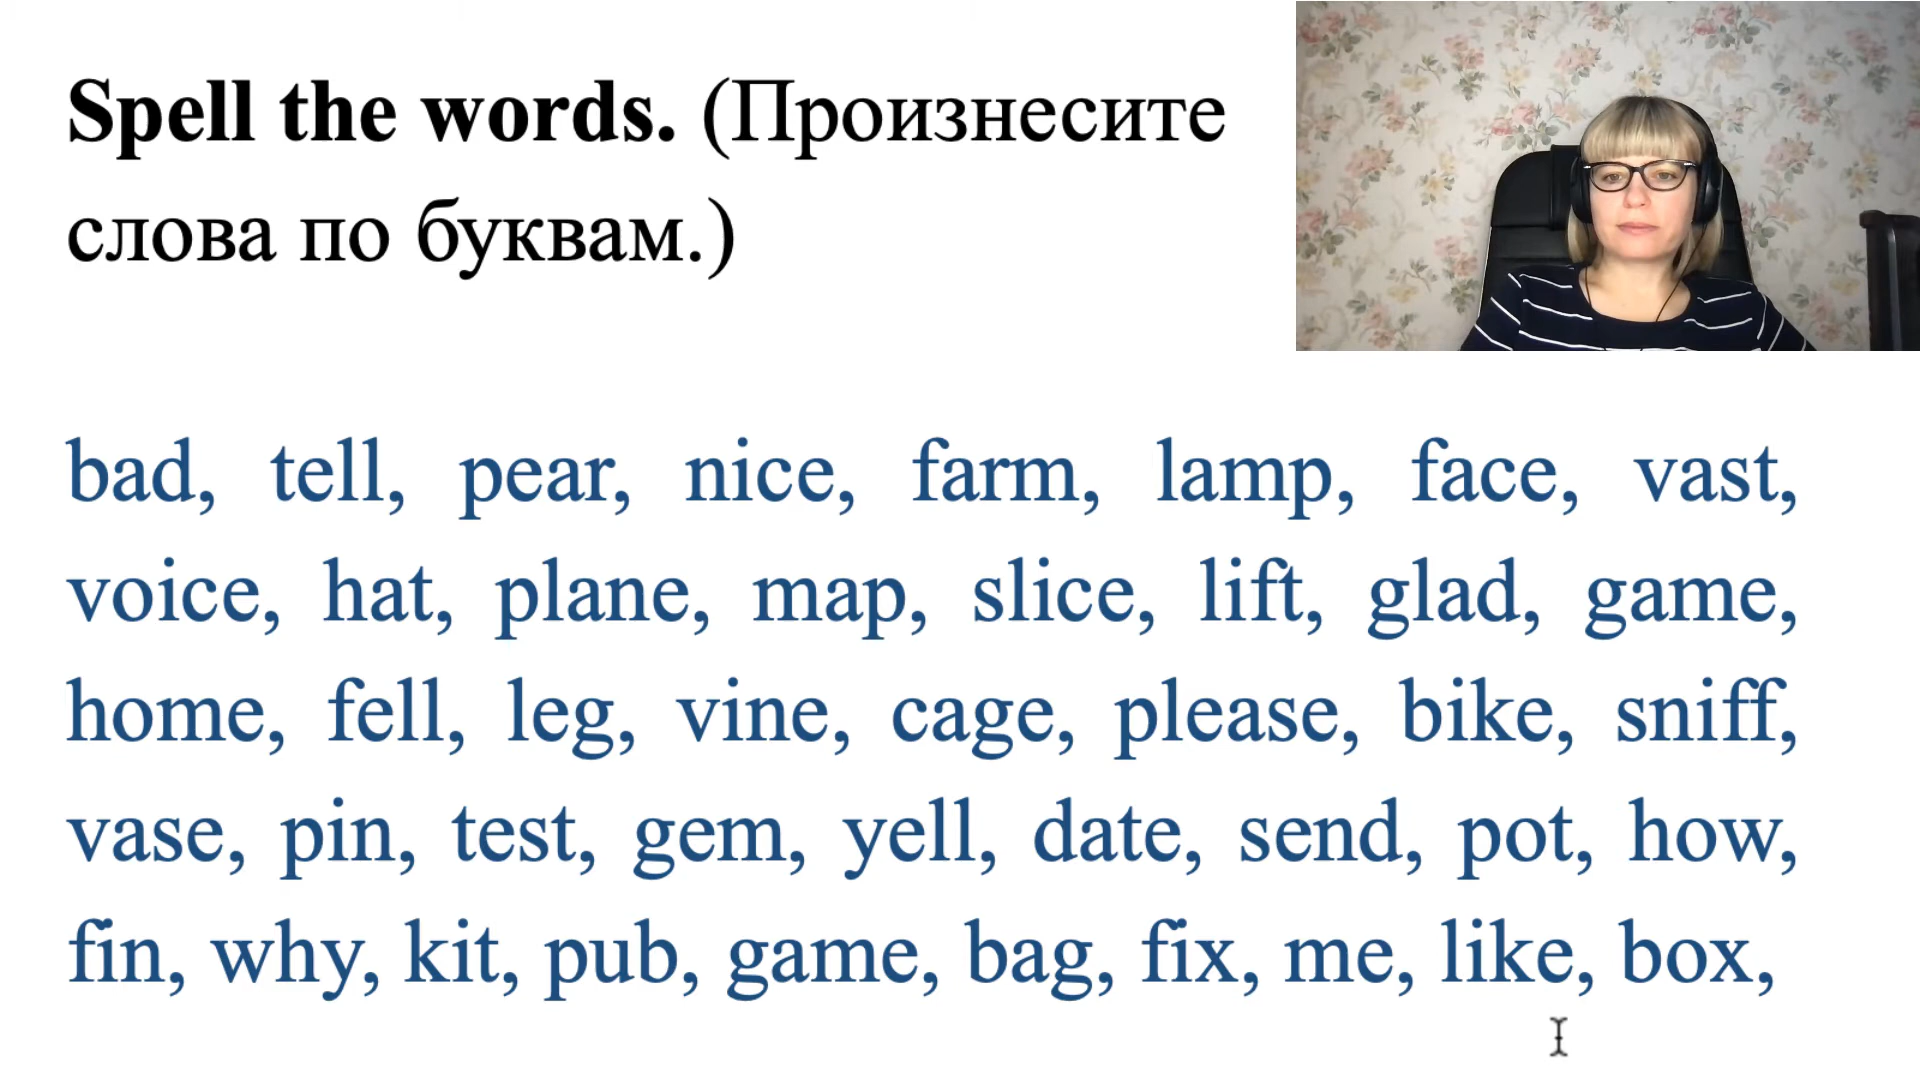 Spell the words. (Произнесите
слова по буквам.)
bad, tell, pear, nice, farm, lamp, face, vast,
voice, hat, plane, map, slice, lift, glad, game,
home, fell, leg, vine, cage, please, bike, sniff,
vase, pin, test, gem, yell, date, send, pot, how,
fin, why, kit, pub, game, bag, fix, me, like, box,